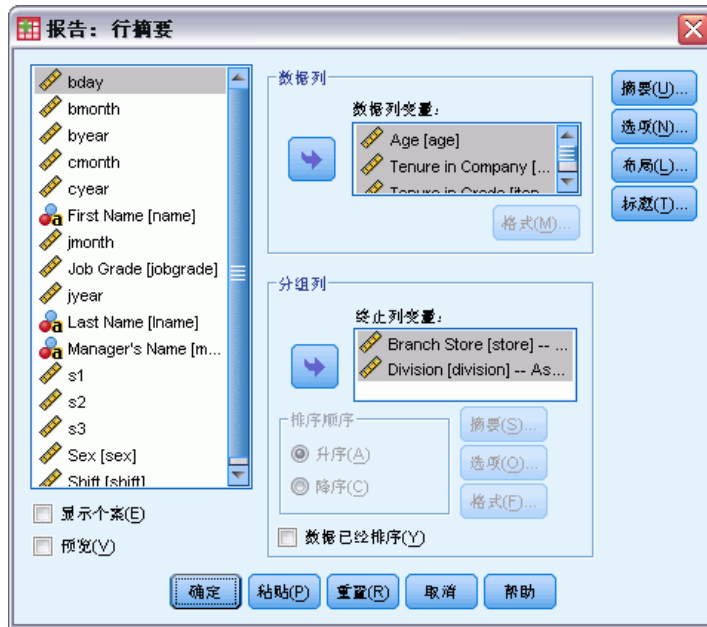 报告：行摘要
bday
bmonth
byear
cmonth
cyear
First Name [name]
jmonth
Job Grade [jobgrade]
jyear
Last Name [lname]
Manager's Name [m...
s1
s2
s3
Sex [sex]
Shift [shift]
显示个案(E)
预览(V)
数据列
数据列变量：
Age [age]
Tenure in Company [...
Tenure in Grade [ten...
格式(M)...
分组列
终止列变量：
Branch Store [store] -- ...
Division [division] -- As...
排序顺序
升序(A)
降序(C)
摘要(S)...
选项(O)...
格式(F)...
数据已经排序(Y)
摘要(U)...
选项(N)...
布局(L)...
标题(T)...
确定
粘贴(P)
重置(R)
取消
帮助